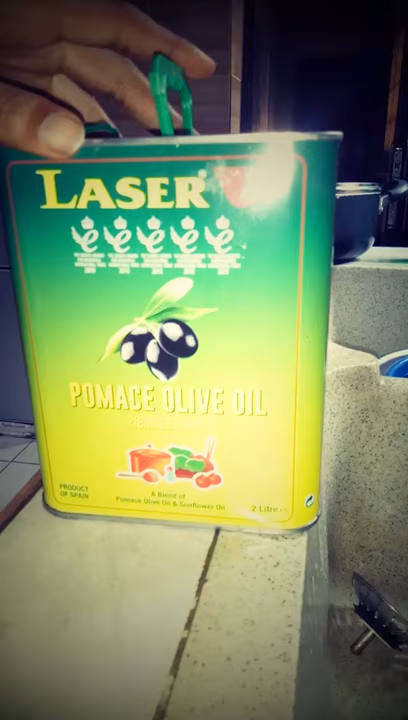 LASER
POMACE OLIVE OIL
PRODUCT
OF SPAIN
A Blend of
Pomace Olive Oil & Sunflower Oil
2 Litre